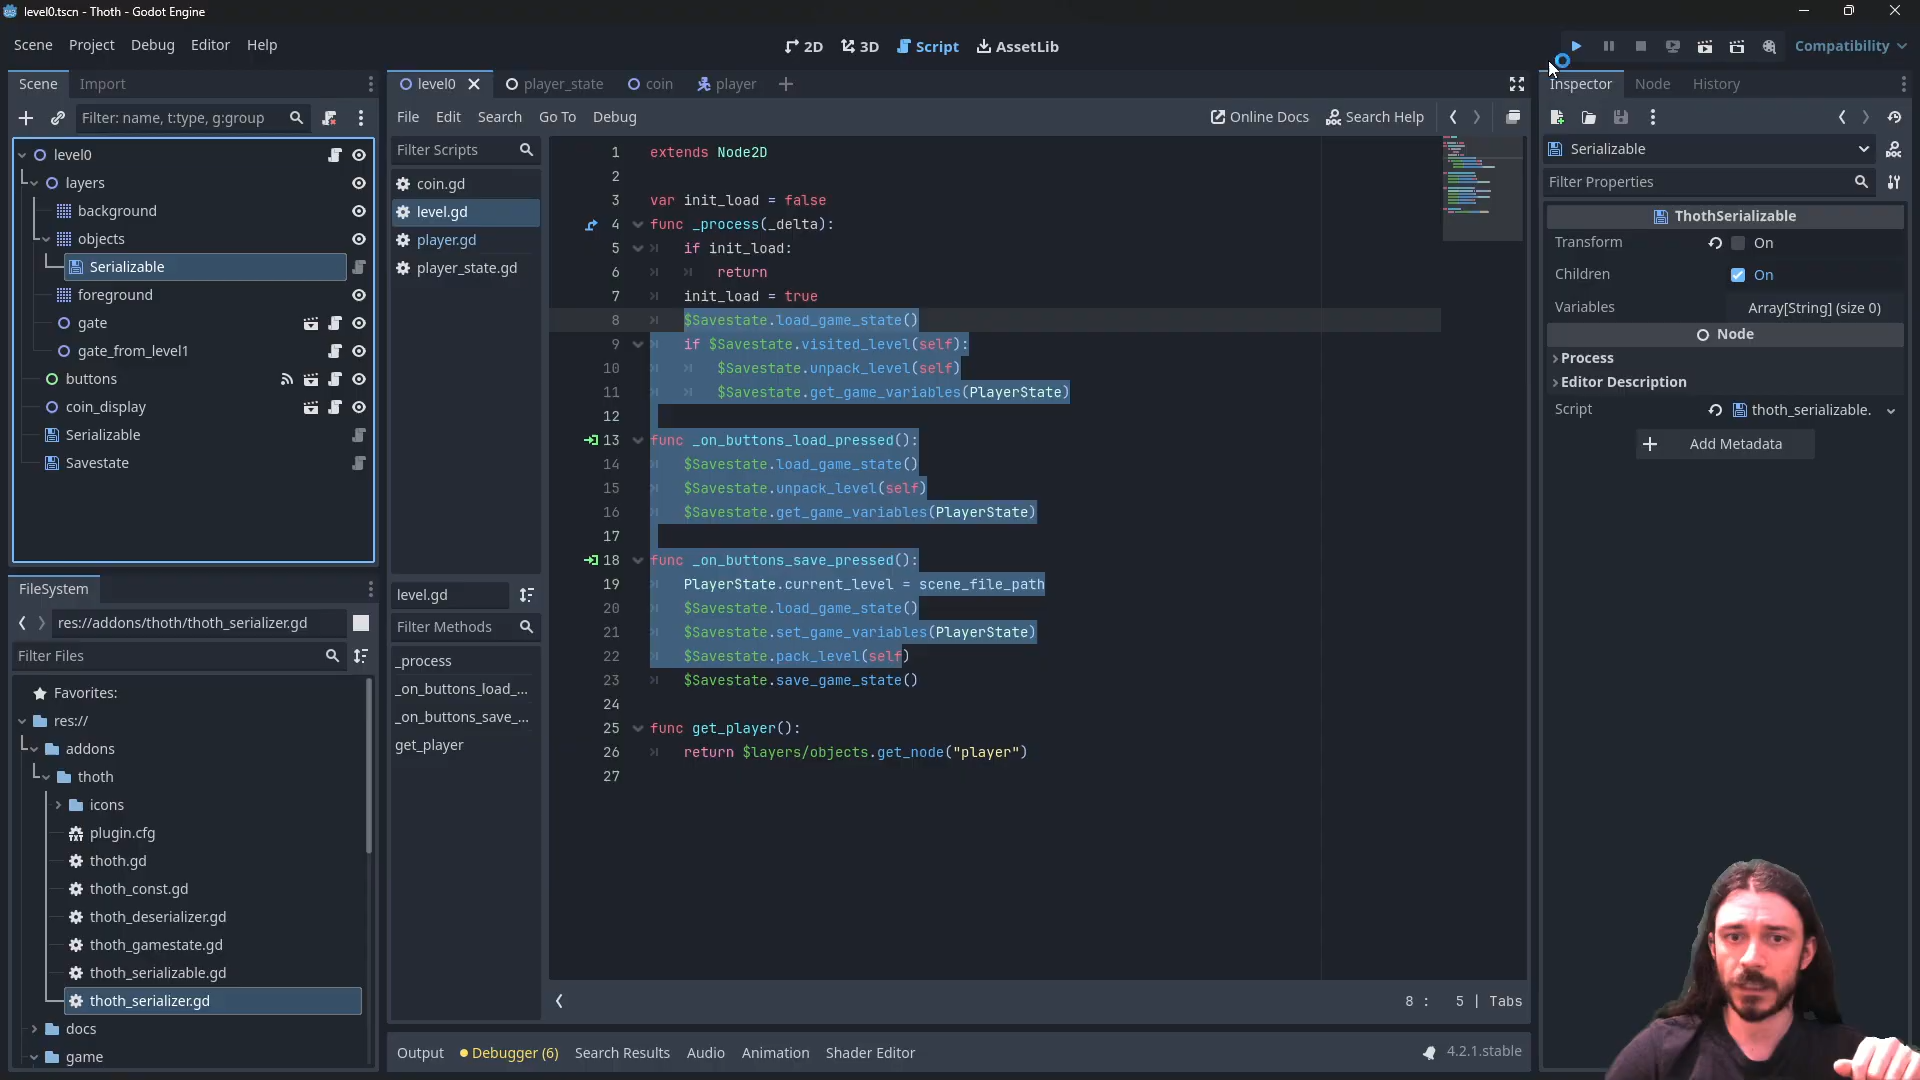 level0.tscn - Thoth - Godot Engine
Scene Project Debug Editor Help
2D 3D Script AssetLib
Compatibility
Scene Import
level0 player_state coin player
Inspector Node History
Filter: name, t:type, g:group
File Edit Search Go To Debug
Online Docs Search Help
level0
layers
background
objects
Serializable
foreground
gate
gate_from_level1
buttons
coin_display
Serializable
Savestate
Filter Scripts
coin.gd
level.gd
player.gd
player_state.gd
level.gd
Filter Methods
_process
_on_buttons_load_...
_on_buttons_save_...
get_player
1 extends Node2D
2
3 var init_load = false
4 func _process(_delta):
5 if init_load:
6 return
7 init_load = true
8 $Savestate.load_game_state()
9 if $Savestate.visited_level(self):
10 $Savestate.unpack_level(self)
11 $Savestate.get_game_variables(PlayerState)
12
13 func _on_buttons_load_pressed():
14 $Savestate.load_game_state()
15 $Savestate.unpack_level(self)
16 $Savestate.get_game_variables(PlayerState)
17
18 func _on_buttons_save_pressed():
19 PlayerState.current_level = scene_file_path
20 $Savestate.load_game_state()
21 $Savestate.set_game_variables(PlayerState)
22 $Savestate.pack_level(self)
23 $Savestate.save_game_state()
24
25 func get_player():
26 return $layers/objects.get_node("player")
27
8 : 5 | Tabs
Serializable
Filter Properties
ThothSerializable
Transform On
Children On
Variables Array[String] (size 0)
Node
Process
Editor Description
Script thoth_serializable.
Add Metadata
FileSystem
res://addons/thoth/thoth_serializer.gd
Filter Files
Favorites:
res://
addons
thoth
icons
plugin.cfg
thoth.gd
thoth_const.gd
thoth_deserializer.gd
thoth_gamestate.gd
thoth_serializable.gd
thoth_serializer.gd
docs
game
Output Debugger (6) Search Results Audio Animation Shader Editor
4.2.1.stable